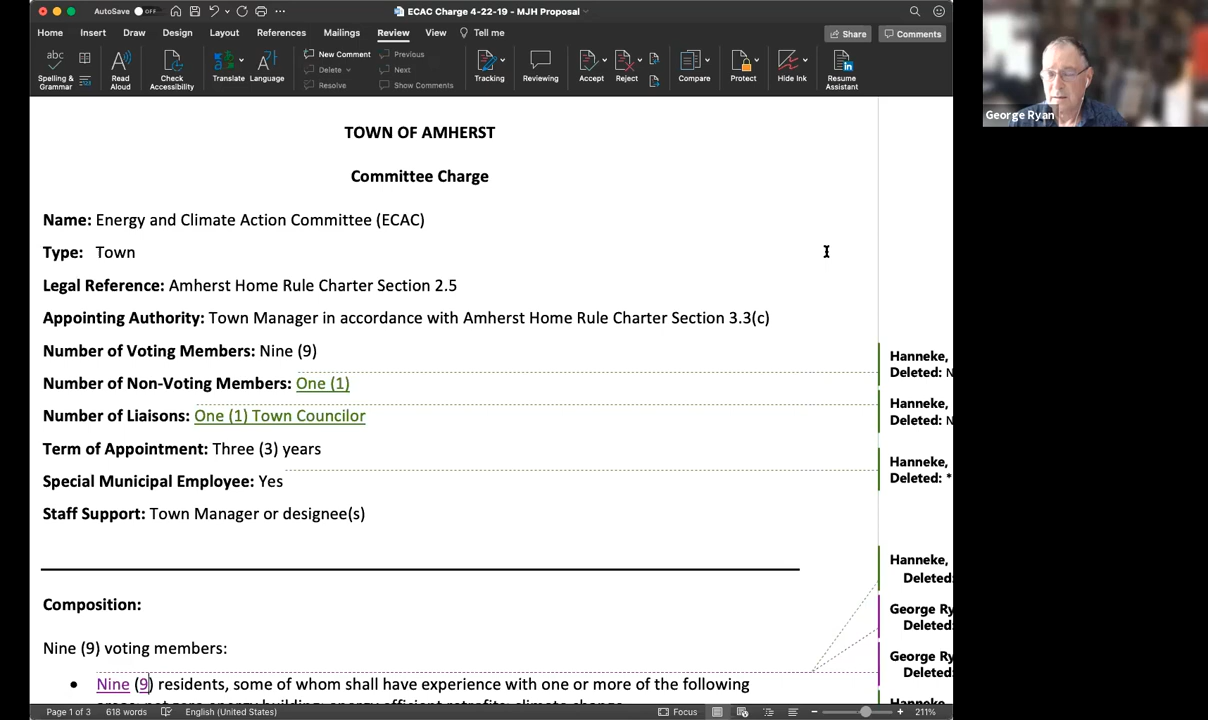 AutoSave OFF ECAC Charge 4-22-19 - MJH Proposal
Home Insert Draw Design Layout References Mailings Review View Tell me Share Comments
abc Spelling & Grammar
Read Aloud
Check Accessibility
Translate Language
New Comment
Delete
Resolve
Previous
Next
Show Comments
Tracking
Reviewing
Accept Reject
Compare
Protect
Hide Ink
Resume Assistant
George Ryan
TOWN OF AMHERST
Committee Charge
Name: Energy and Climate Action Committee (ECAC)
Type: Town
Legal Reference: Amherst Home Rule Charter Section 2.5
Appointing Authority: Town Manager in accordance with Amherst Home Rule Charter Section 3.3(c)
Number of Voting Members: Nine (9)
Number of Non-Voting Members: One (1)
Number of Liaisons: One (1) Town Councilor
Term of Appointment: Three (3) years
Special Municipal Employee: Yes
Staff Support: Town Manager or designee(s)
Composition:
Nine (9) voting members:
• Nine (9) residents, some of whom shall have experience with one or more of the following
Hanneke,
Deleted: N
Hanneke,
Deleted: N
Hanneke,
Deleted: *
Hanneke,
Deleted:
George Ry
Deleted:
George Ry
Deleted:
Hanneke
Page 1 of 3 618 words English (United States) Focus 211%